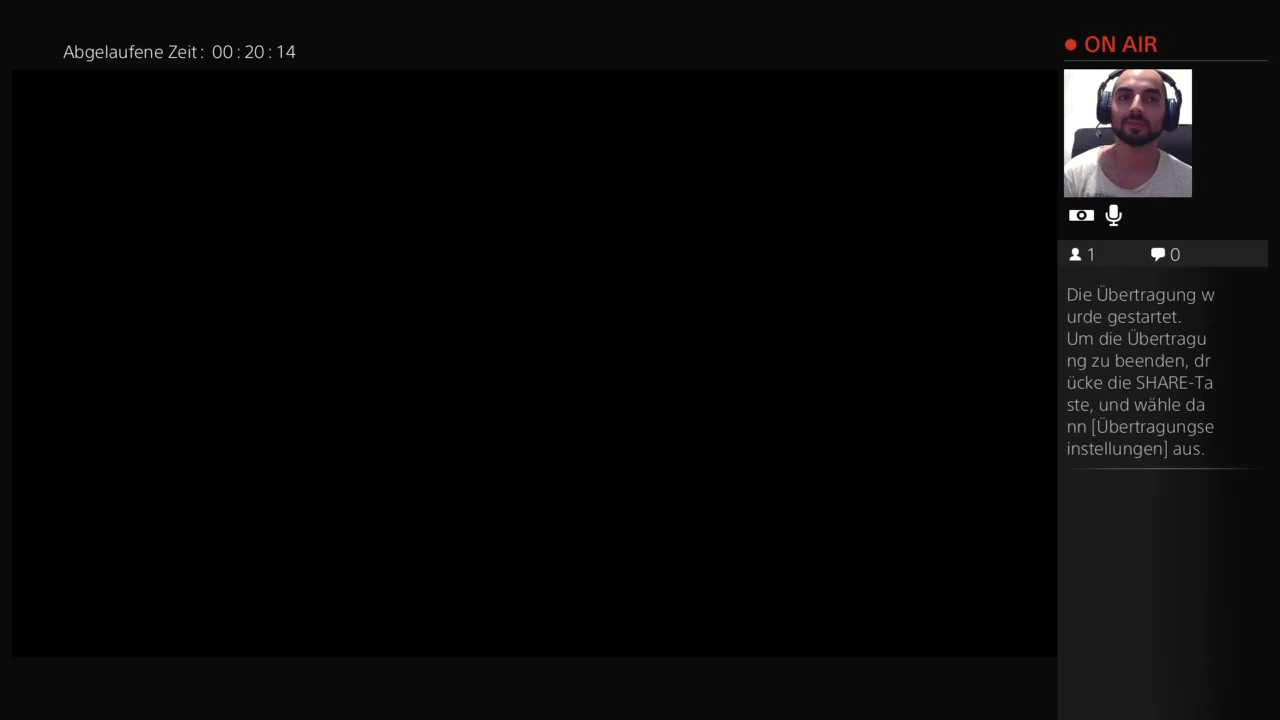 Abgelaufene Zeit: 00:20:14
ON AIR
1 0
Die Übertragung w
urde gestartet.
Um die Übertragu
ng zu beenden, dr
ücke die SHARE-Ta
ste, und wähle da
nn [Übertragungse
instellungen] aus.